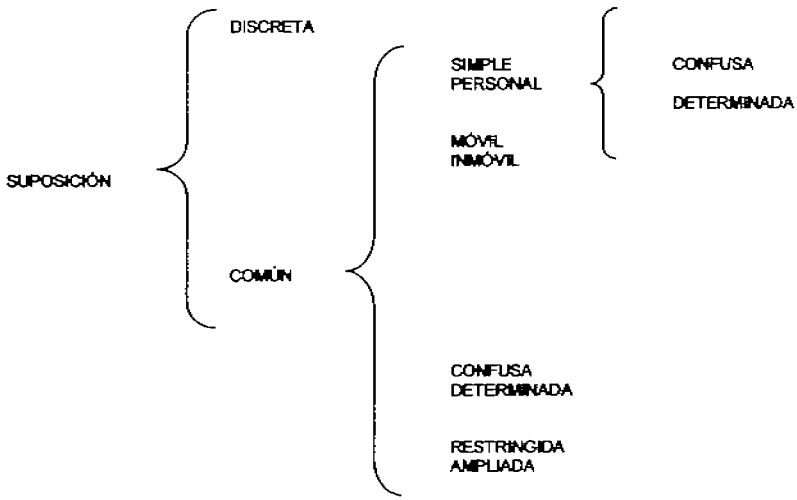 SUPOSICIÓN
DISCRETA
COMÚN
SIMPLE
PERSONAL
MÓVIL
INMÓVIL
CONFUSA
DETERMINADA
RESTRINGIDA
AMPLIADA
CONFUSA
DETERMINADA